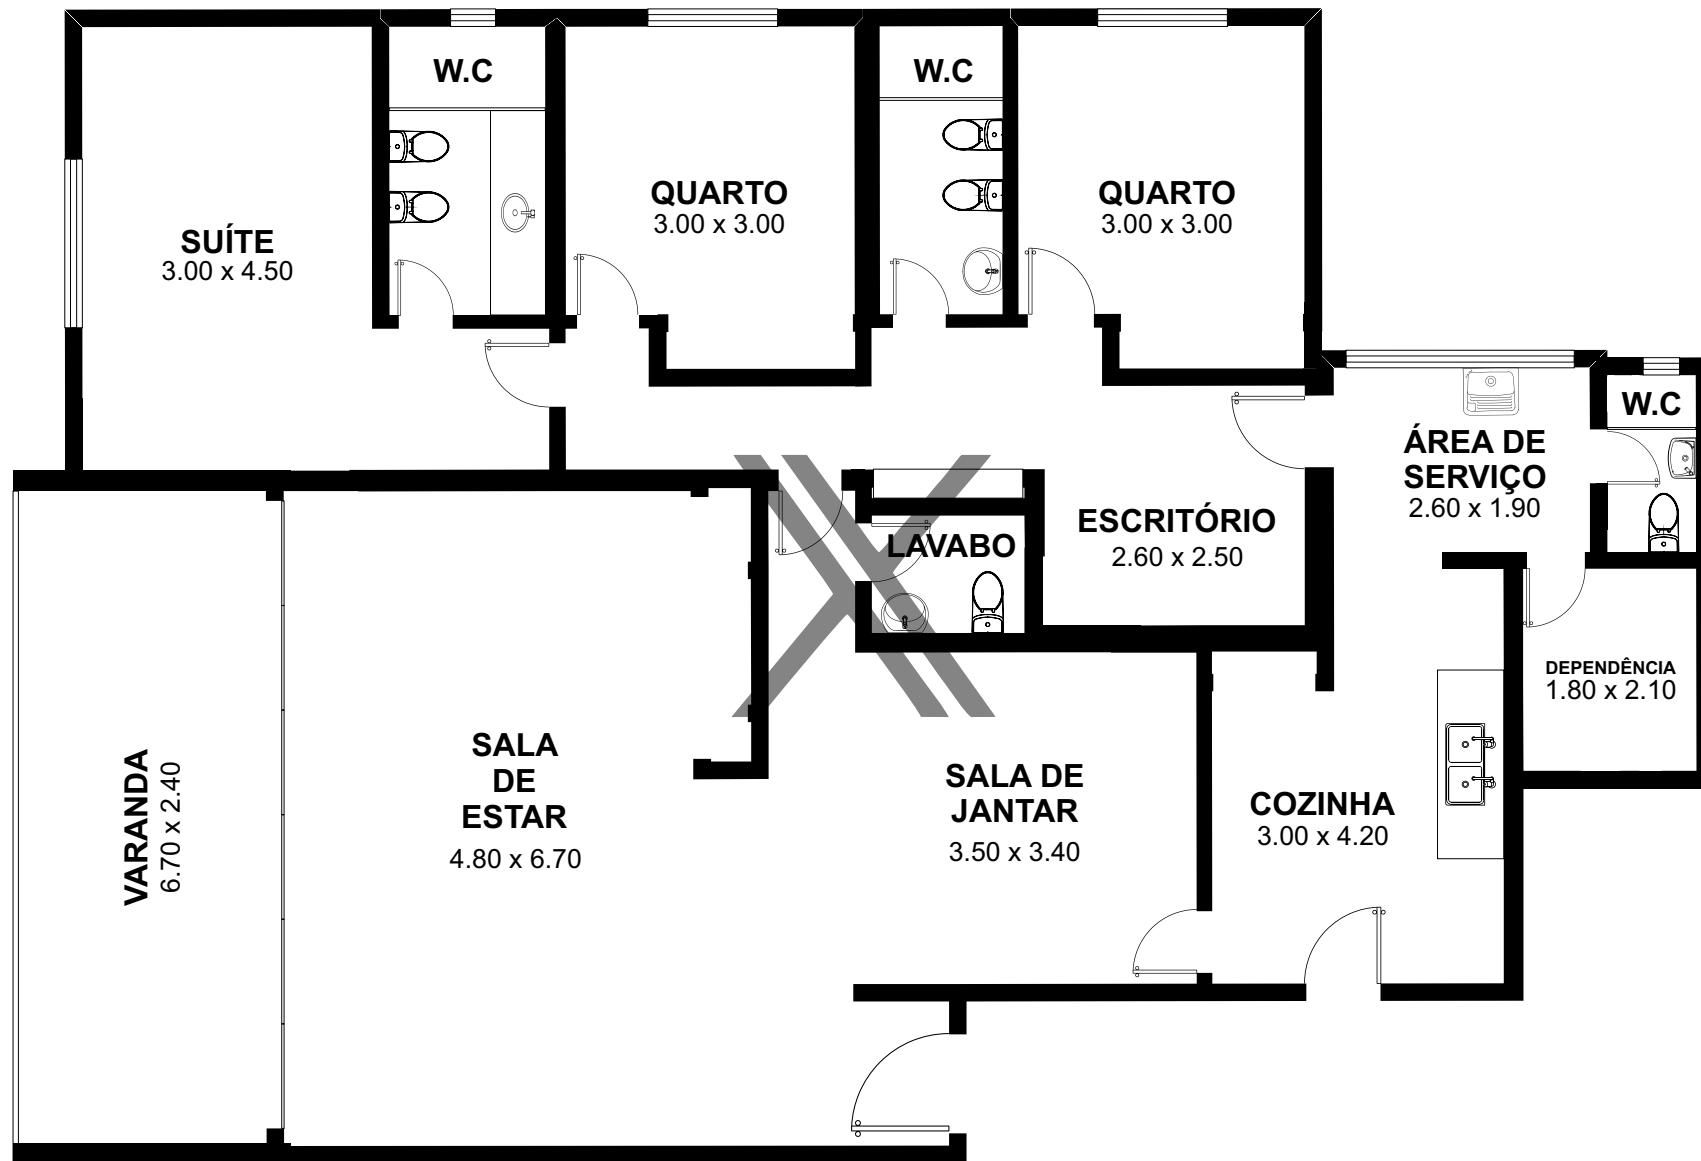 W.C
W.C
QUARTO
3.00 x 3.00
QUARTO
3.00 x 3.00
SUÍTE
3.00 x 4.50
W.C
ÁREA DE
SERVIÇO
2.60 x 1.90
ESCRITÓRIO
2.60 x 2.50
LAVABO
DEPENDÊNCIA
1.80 x 2.10
VARANDA
6.70 x 2.40
SALA
DE
ESTAR
4.80 x 6.70
SALA DE
JANTAR
3.50 x 3.40
COZINHA
3.00 x 4.20